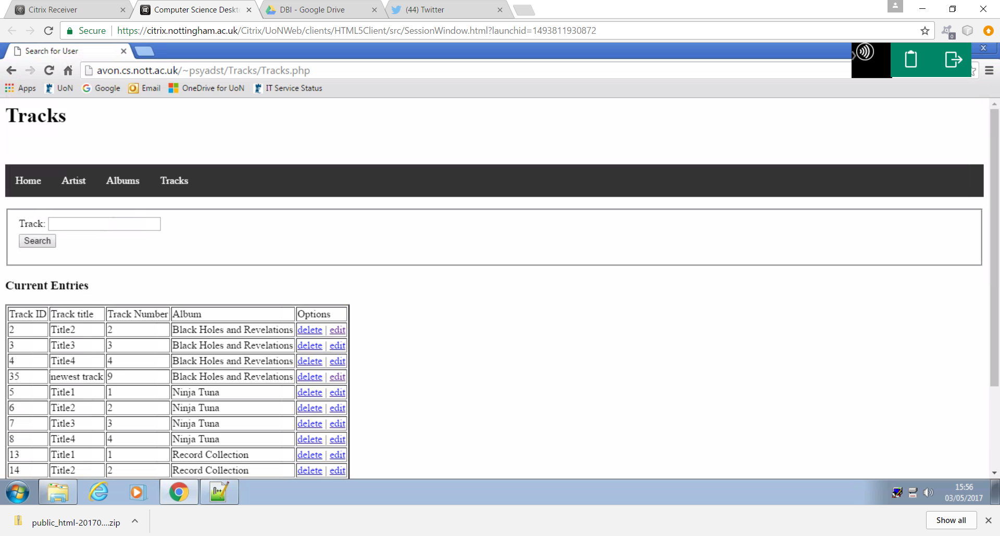 Citrix Receiver
Computer Science Deskt
DBI - Google Drive
(44) Twitter
Secure
https://citrix.nottingham.ac.uk/Citrix/UoNWeb/clients/HTML5Client/src/SessionWindow.html?launchid=1493811930872
0
Search for User
avon.cs.nott.ac.uk/~psyadst/Tracks/Tracks.php
Apps UoN Google Email OneDrive for UoN IT Service Status
Tracks
Home Artist Albums Tracks
Track:
Search
Current Entries
Track ID Track title Track Number Album Options
2 Title2 2 Black Holes and Revelations delete | edit
3 Title3 3 Black Holes and Revelations delete | edit
4 Title4 4 Black Holes and Revelations delete | edit
35 newest track 9 Black Holes and Revelations delete | edit
5 Title1 1 Ninja Tuna delete | edit
6 Title2 2 Ninja Tuna delete | edit
7 Title3 3 Ninja Tuna delete | edit
8 Title4 4 Ninja Tuna delete | edit
13 Title1 1 Record Collection delete | edit
14 Title2 2 Record Collection delete | edit
15:56
03/05/2017
public_html-20170....zip
Show all